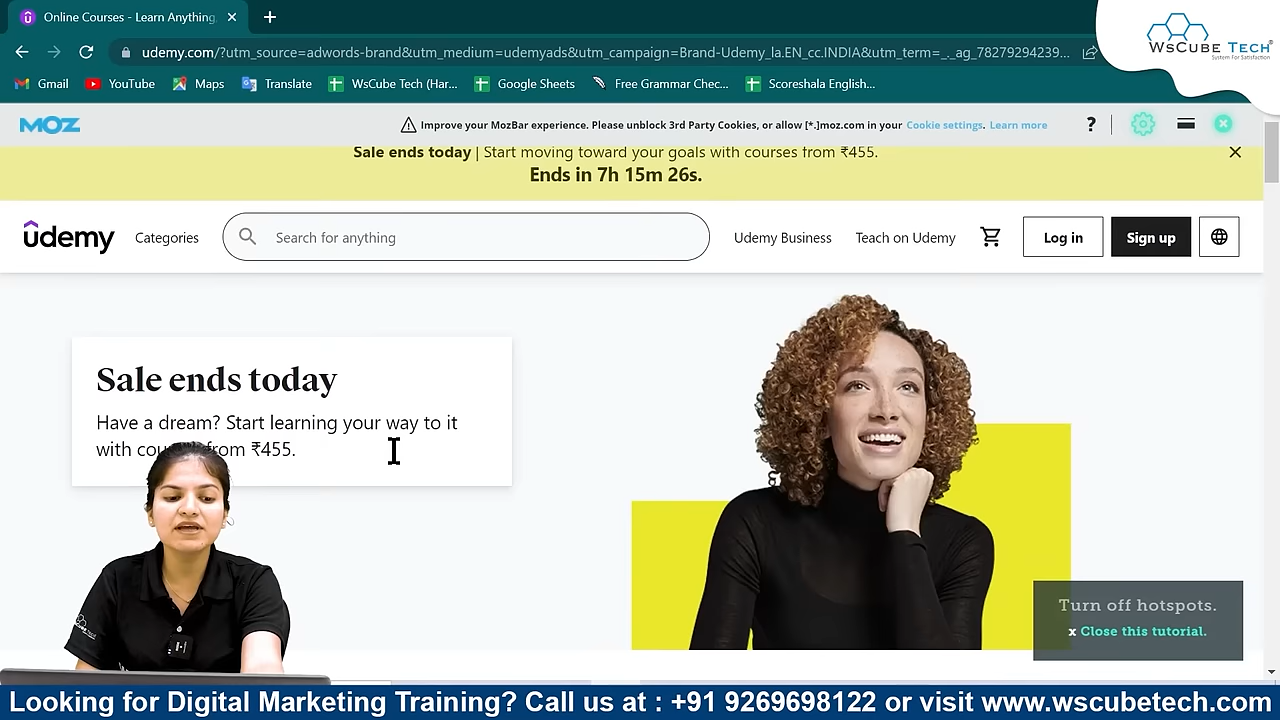 Online Courses - Learn Anything,
WsCube Tech®
System For Satisfaction
udemy.com/?utm_source=adwords-brand&utm_medium=udemyads&utm_campaign=Brand-Udemy_la.EN_cc.INDIA&utm_term=_._ag_78279294239...
Gmail YouTube Maps Translate WsCube Tech (Har... Google Sheets Free Grammar Chec... Scoreshala English...
MOZ Improve your MozBar experience. Please unblock 3rd Party Cookies, or allow [*.]moz.com in your Cookie settings. Learn more ?
Sale ends today | Start moving toward your goals with courses from ₹455.
Ends in 7h 15m 26s.
udemy Categories Search for anything Udemy Business Teach on Udemy Log in Sign up
Sale ends today
Have a dream? Start learning your way to it
with from ₹455.
Turn off hotspots.
x Close this tutorial.
Looking for Digital Marketing Training? Call us at : +91 9269698122 or visit www.wscubetech.com